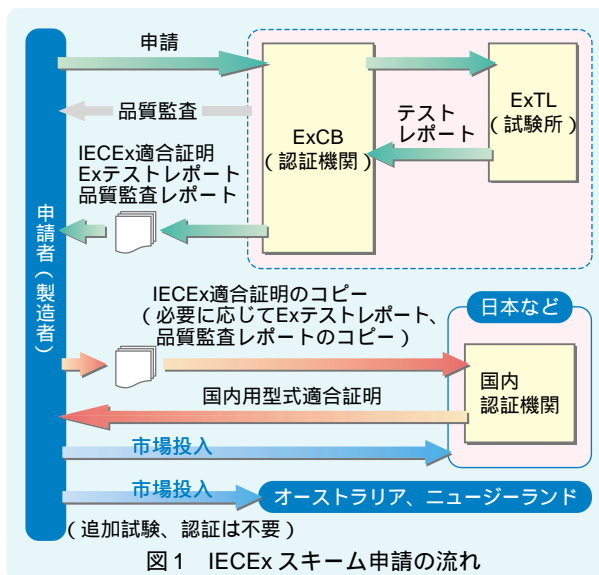 申請
品質監査
ExCB
（認証機関）
テスト
レポート
ExTL
（試験所）
IECEx適合証明
Exテストレポート
品質監査レポート
申請者（製造者）
IECEx適合証明のコピー
（必要に応じてExテストレポート、
品質監査レポートのコピー）
日本など
国内
認証機関
国内用型式適合証明
市場投入
市場投入
オーストラリア、ニュージーランド
（追加試験、認証は不要）
図1 IECEx スキーム申請の流れ